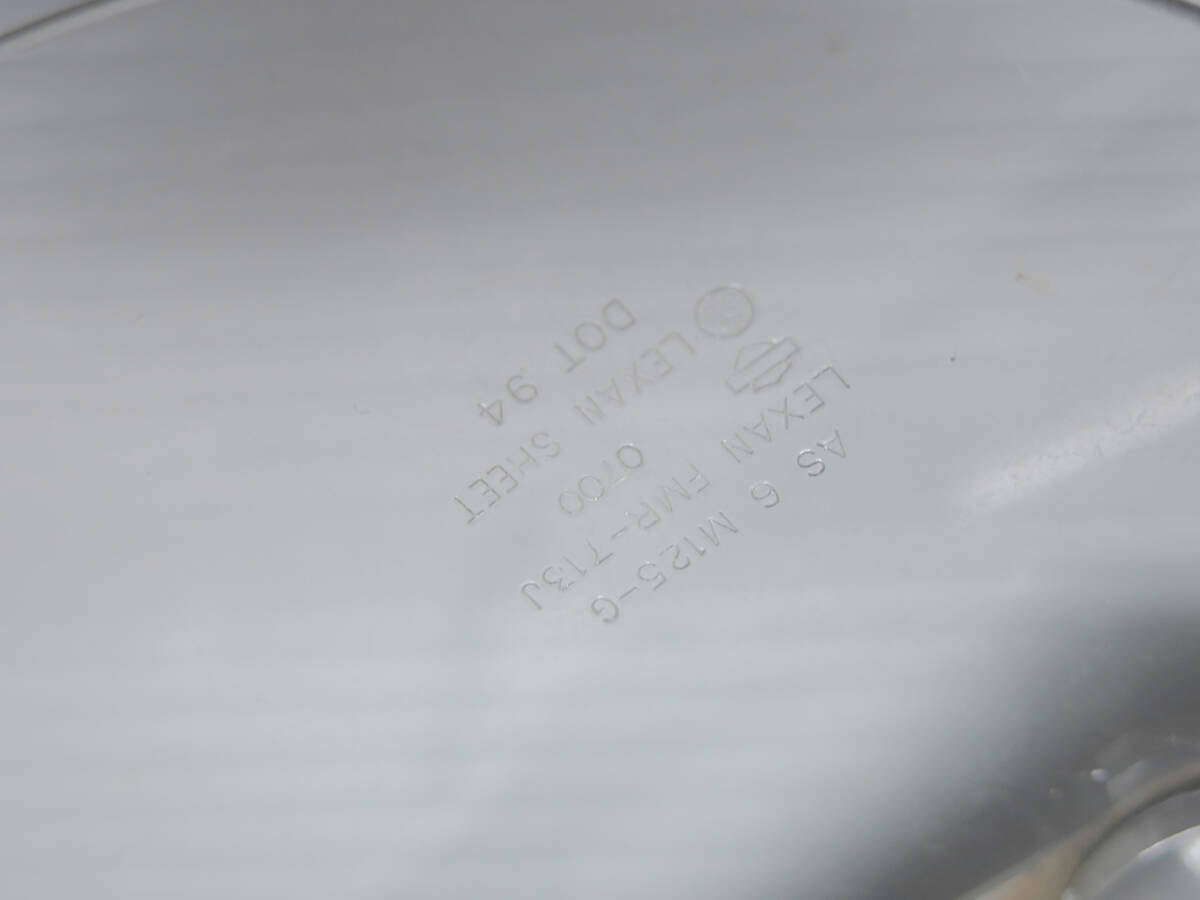 AS 6 M125-G
LEXAN FMR-713J
0700
LEXAN SHEET
DOT 94